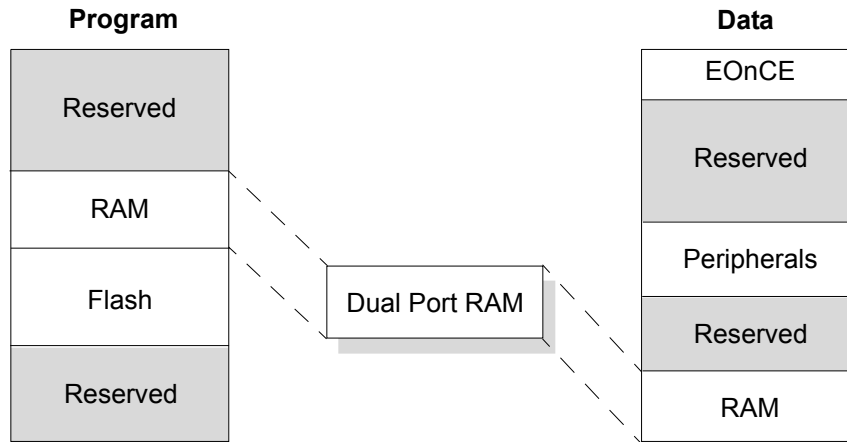 Program
Reserved
RAM
Flash
Reserved
Dual Port RAM
Data
EOnCE
Reserved
Peripherals
Reserved
RAM